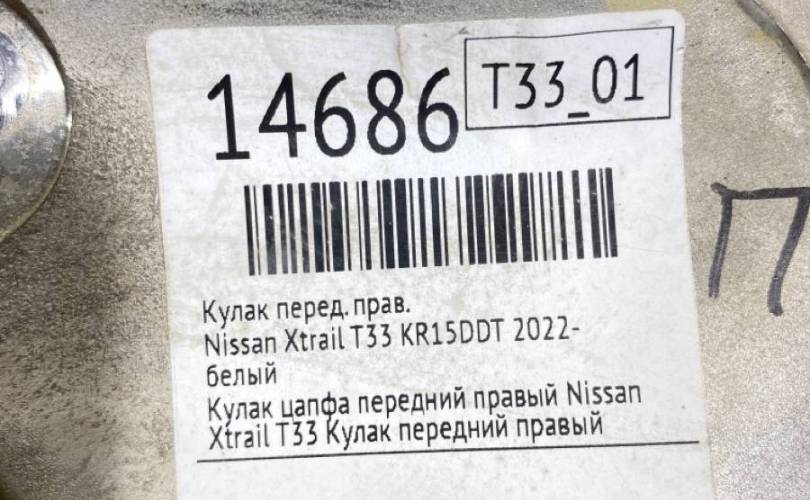 14686
T33_01
Кулак перед. прав.
Nissan Xtrail T33 KR15DDT 2022-
белый
Кулак цапфа передний правый Nissan
Xtrail T33 Кулак передний правый
П